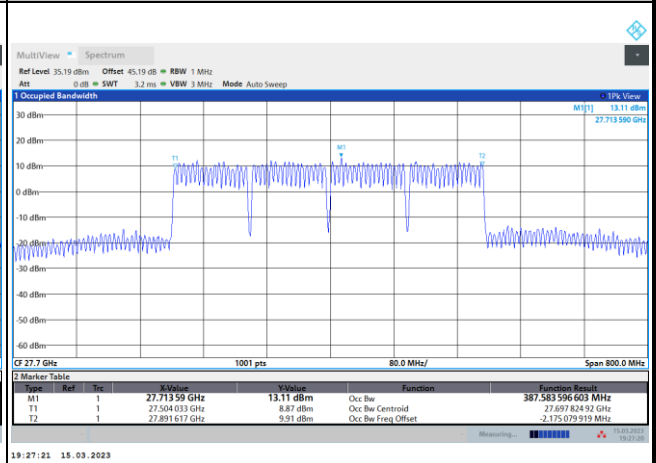 MultiView Spectrum
Ref Level 35.19 dBm Offset 45.19 dB RBW 1 MHz
Att 0 dB SWT 3.2 ms VBW 3 MHz Mode Auto Sweep
1 Occupied Bandwidth 1Pk View
M1[1] 13.11 dBm
27.713 590 GHz
30 dBm
20 dBm
M1
T1 T2
10 dBm
0 dBm
-10 dBm
-20 dBm
-30 dBm
-40 dBm
-50 dBm
-60 dBm
CF 27.7 GHz 1001 pts 80.0 MHz/ Span 800.0 MHz
2 Marker Table
Type Ref Trc X-Value Y-Value Function Function Result
M1 1 27.713 59 GHz 13.11 dBm Occ Bw 387.583 596 603 MHz
T1 1 27.504 033 GHz 8.87 dBm Occ Bw Centroid 27.697 824 92 GHz
T2 1 27.891 617 GHz 9.91 dBm Occ Bw Freq Offset -2.175 079 919 MHz
Measuring... 15.03.2023
19:27:20
19:27:21 15.03.2023